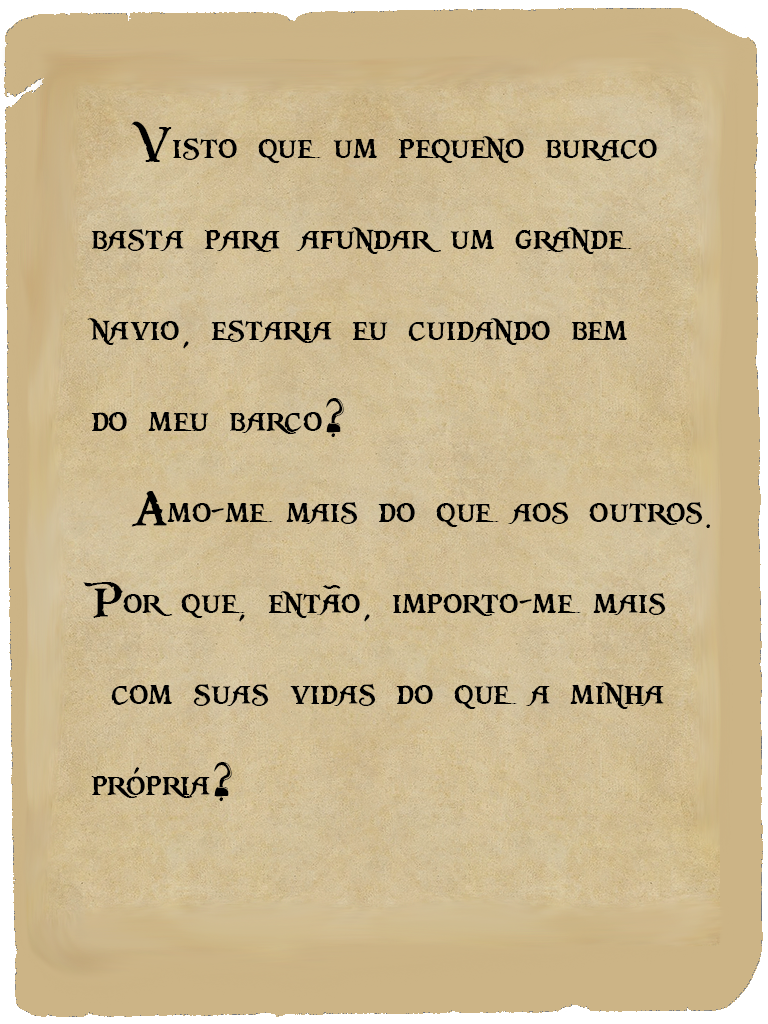 Visto que um pequeno buraco
basta para afundar um grande
navio, estaria eu cuidando bem
do meu barco?
Amo-me mais do que aos outros.
Por que, então, importo-me mais
com suas vidas do que a minha
própria?